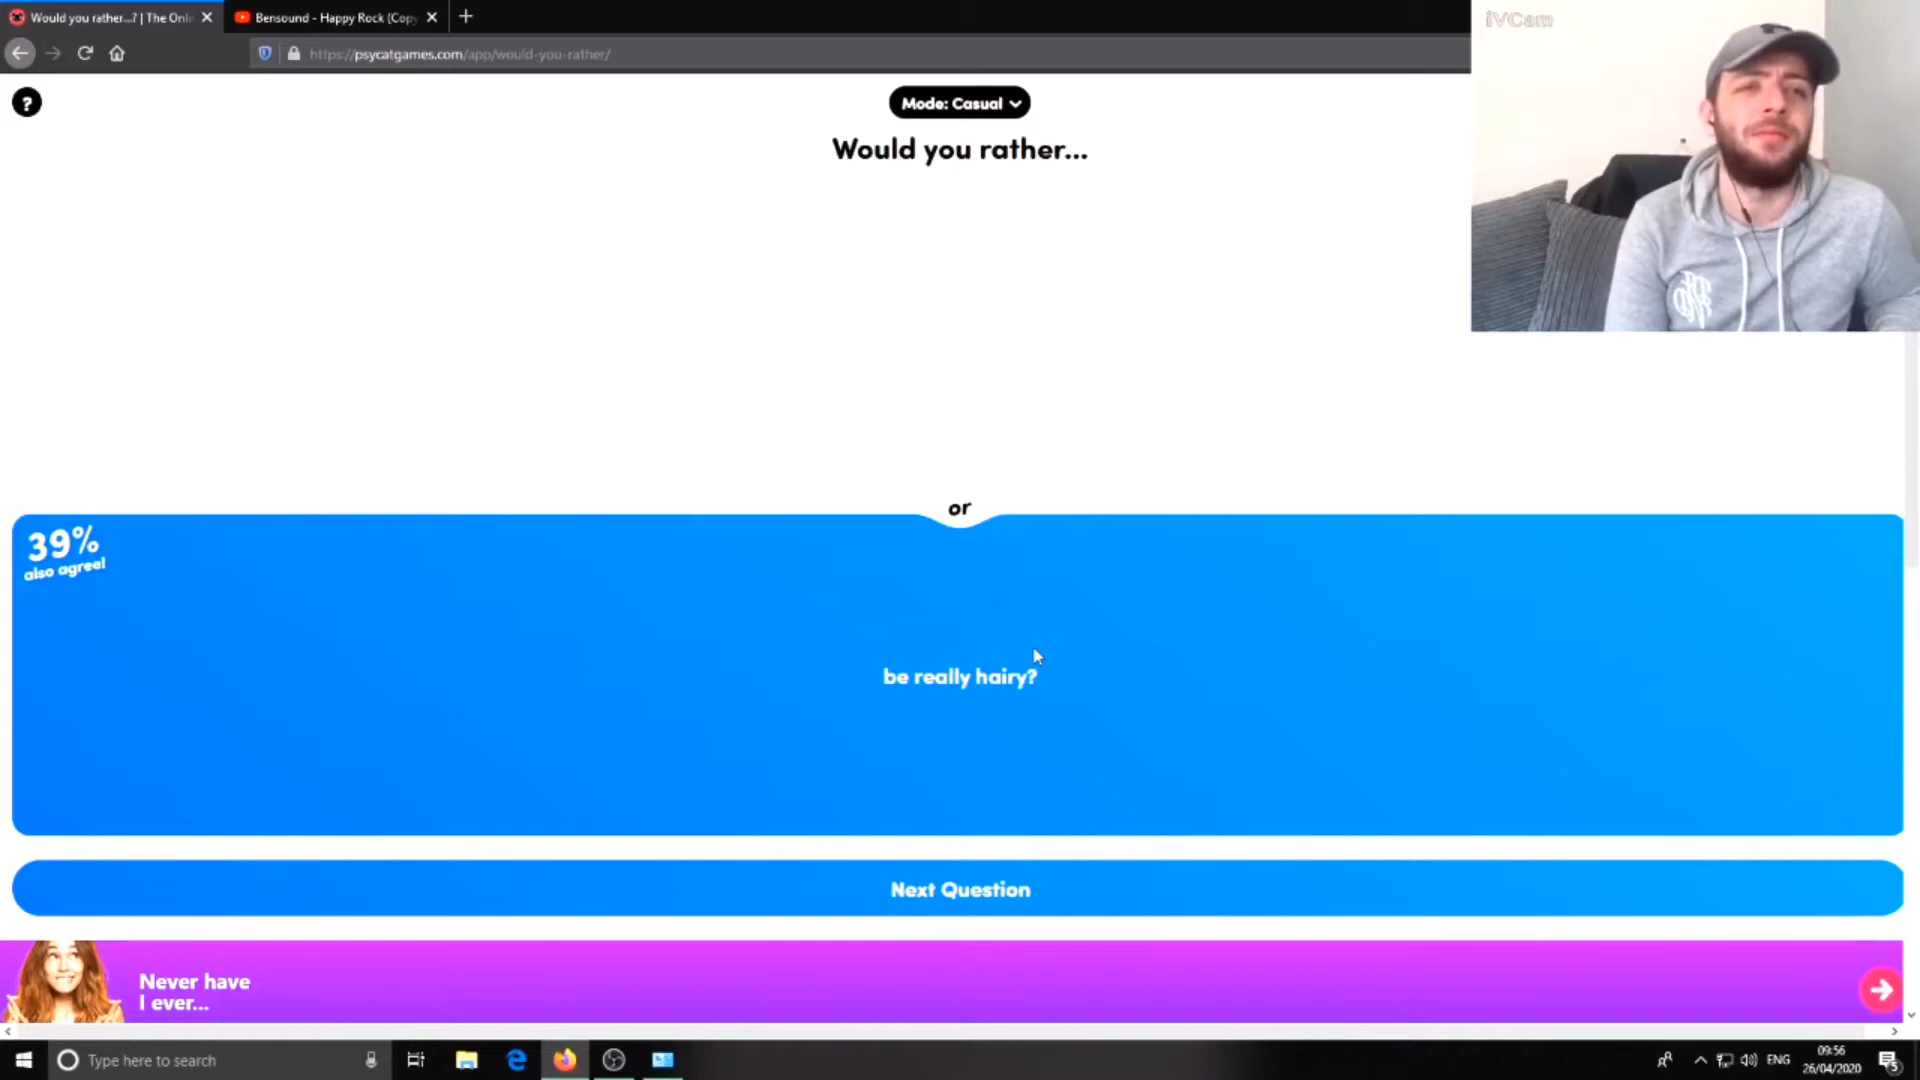 Would you rather...? | The Onli
Bensound - Happy Rock (Copy
iVCam
https://psycatgames.com/app/would-you-rather/
?
Mode: Casual
Would you rather...
or
39%
also agree!
be really hairy?
Next Question
Never have
I ever...
Type here to search
ENG
09:56
26/04/2020
5